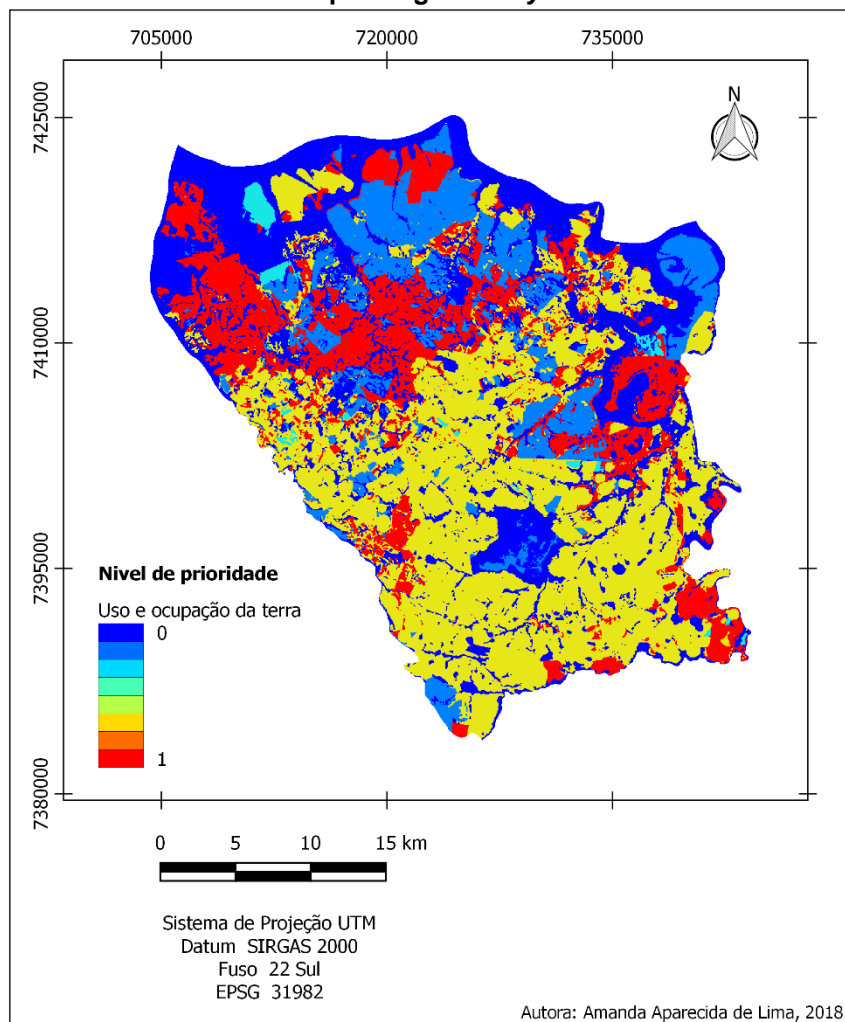 705000 720000 735000
7425000
N
7410000
7395000
7380000
Nivel de prioridade
Uso e ocupação da terra
0
1
0 5 10 15 km
Sistema de Projeção UTM
Datum SIRGAS 2000
Fuso 22 Sul
EPSG 31982
Autora: Amanda Aparecida de Lima, 2018